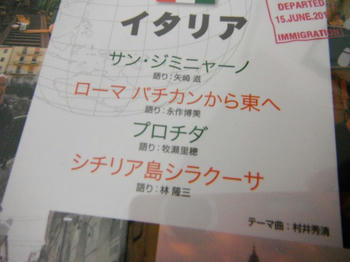 DEPARTED
15.JUNE.201
IMMIGRATION
イタリア
サン・ジミニャーノ
語り:矢崎 滋
ローマ バチカンから東へ
語り:永作博美
プロチダ
語り:牧瀬里穂
シチリア島シラクーサ
語り:林 隆三
テーマ曲:村井秀清